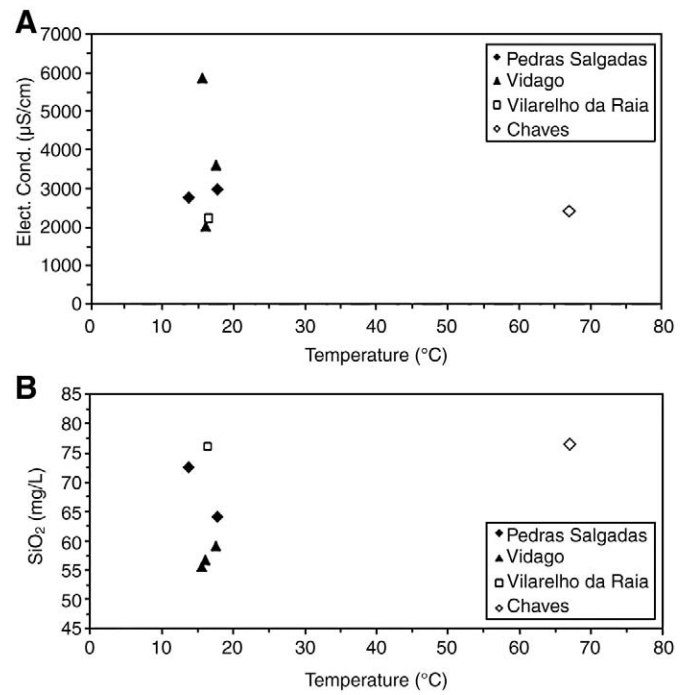 A
7000
6000
5000
4000
3000
2000
1000
0
Elect. Cond. (µS/cm)
Pedras Salgadas
Vidago
Vilarelho da Raia
Chaves
0 10 20 30 40 50 60 70 80
Temperature (°C)
B
85
80
75
70
65
60
55
50
45
SiO₂ (mg/L)
Pedras Salgadas
Vidago
Vilarelho da Raia
Chaves
0 10 20 30 40 50 60 70 80
Temperature (°C)